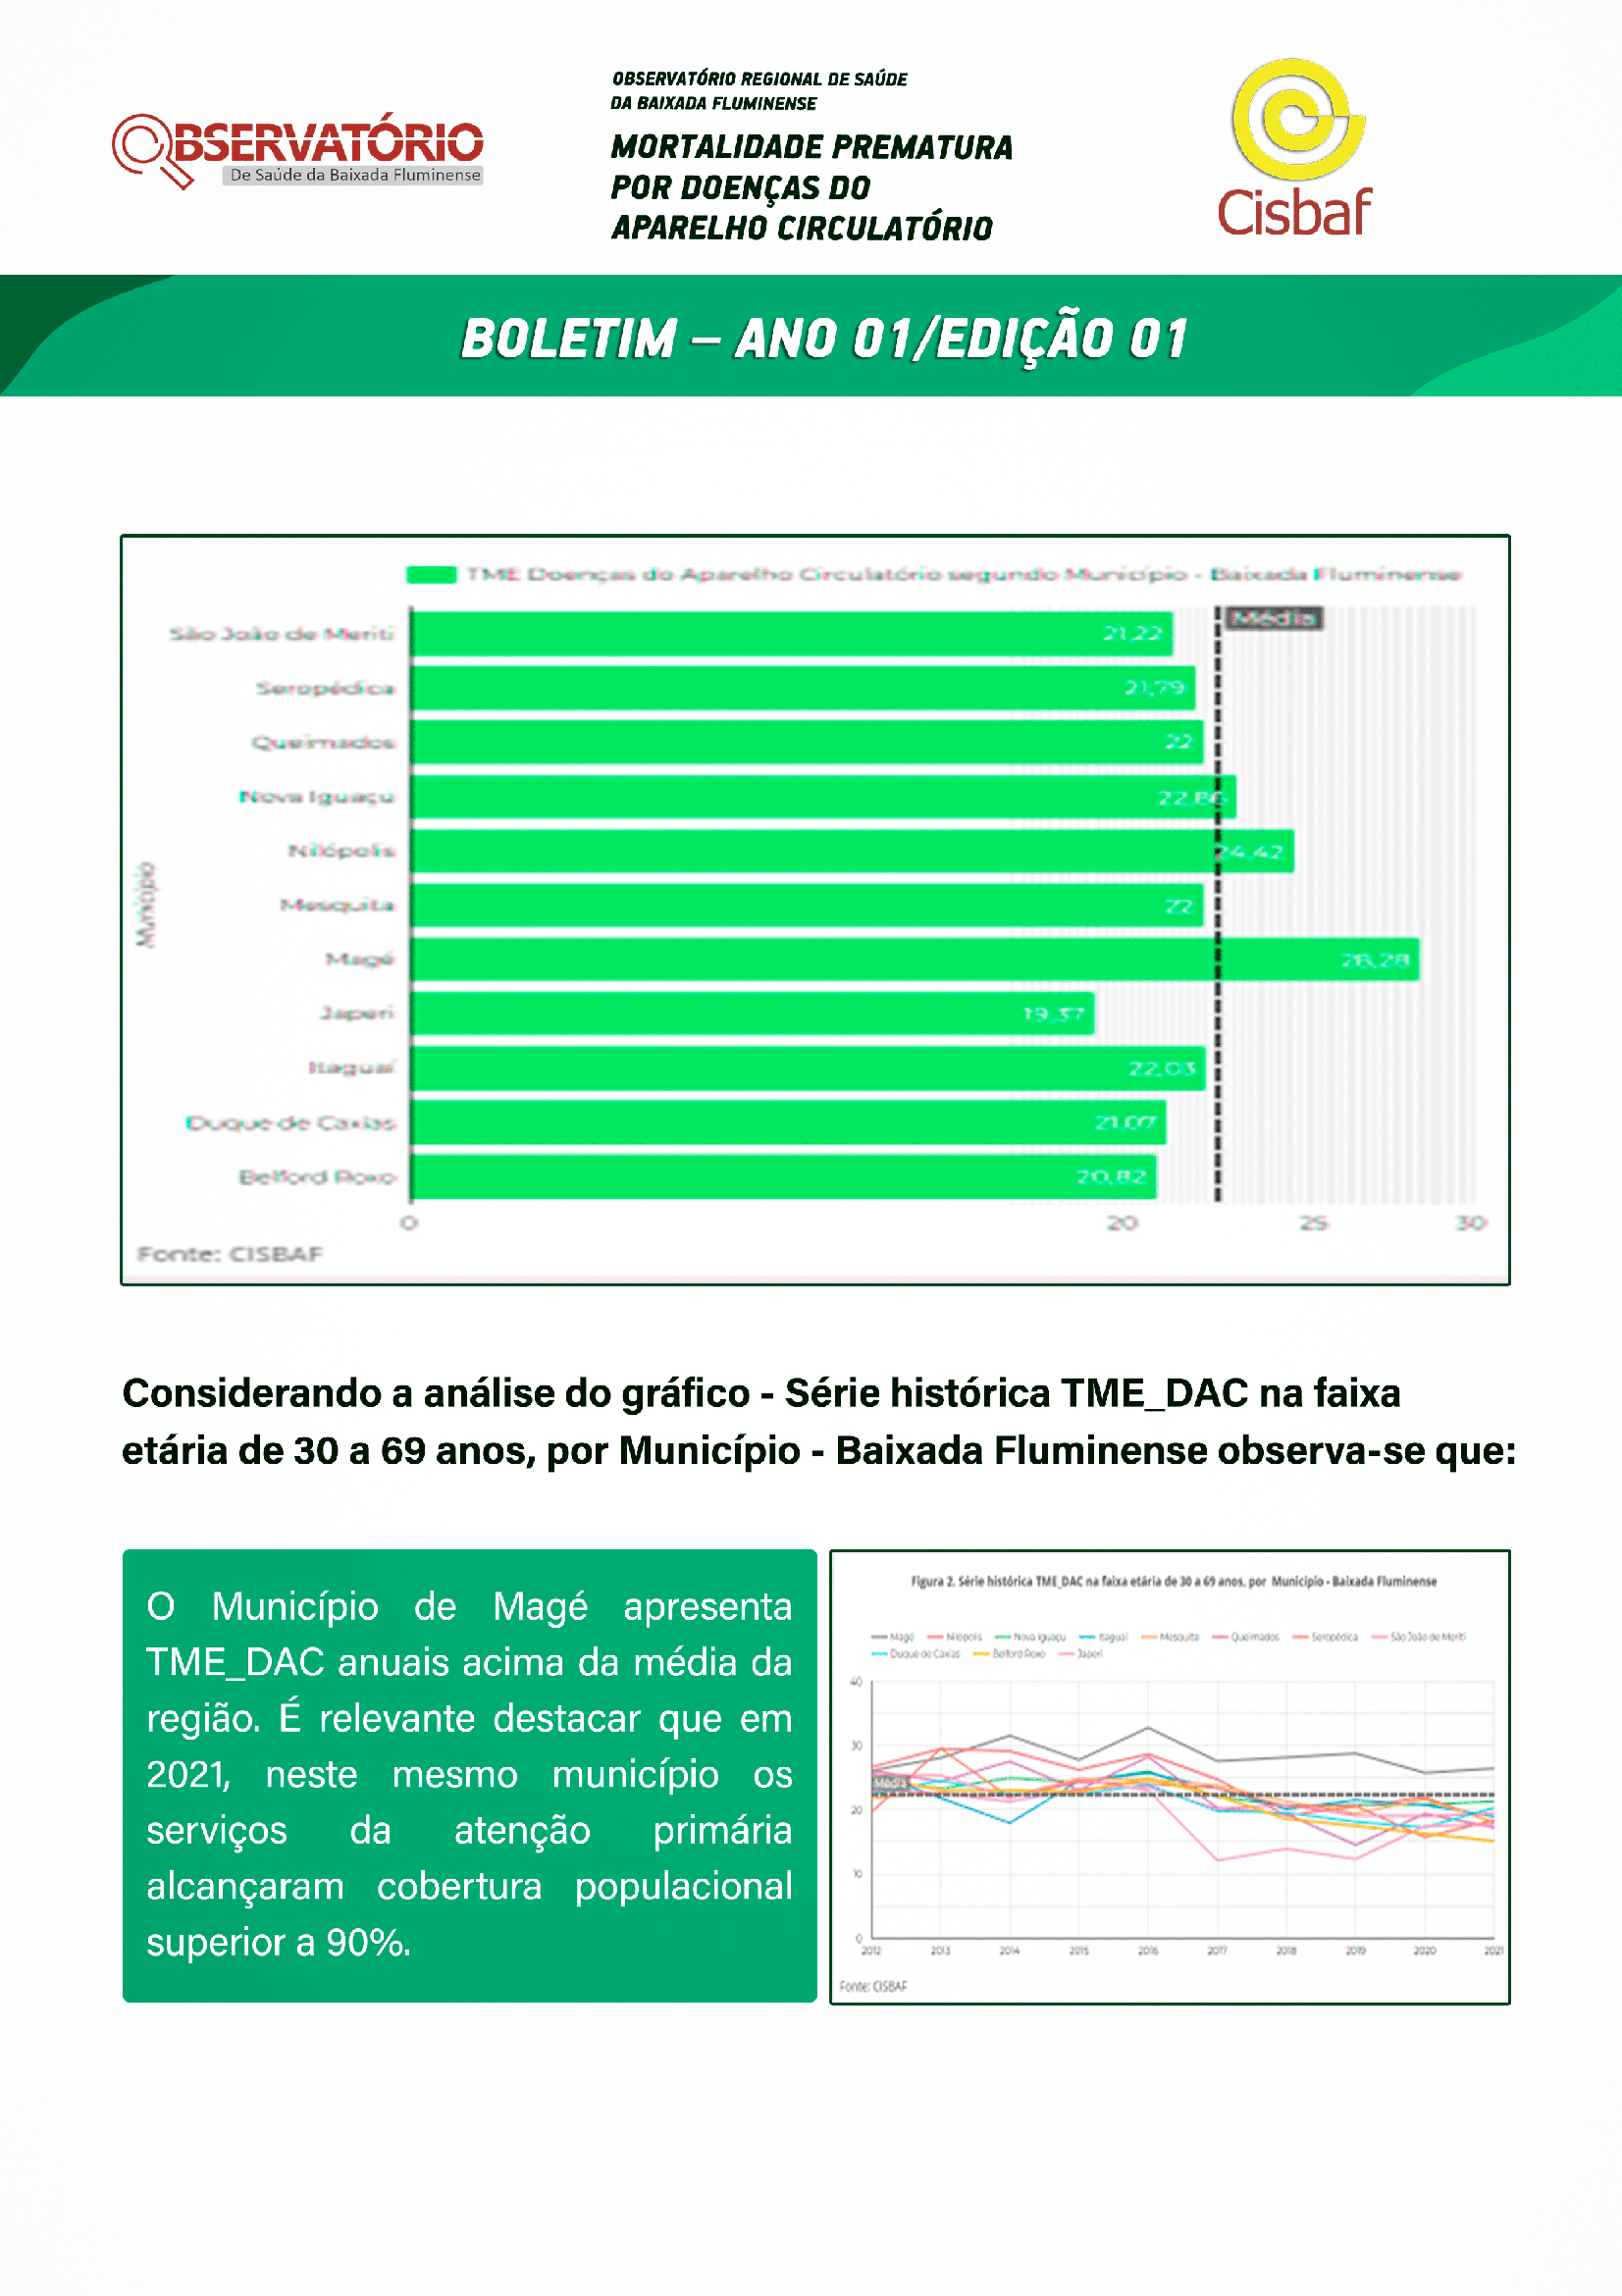 OBSERVATÓRIO
De Saúde da Baixada Fluminense
OBSERVATÓRIO REGIONAL DE SAÚDE
DA BAIXADA FLUMINENSE
MORTALIDADE PREMATURA
POR DOENÇAS DO
APARELHO CIRCULATÓRIO
Cisbaf
BOLETIM – ANO 01/EDIÇÃO 01
TME Doenças do Aparelho Circulatório segundo Município - Baixada Fluminense
Média
São João de Meriti 21,22
Seropédica 21,79
Queimados 22
Nova Iguaçu 22,86
Nilópolis 24,42
Mesquita 22
Magé 28,28
Japeri 19,37
Itaguaí 22,03
Duque de Caxias 21,07
Belford Roxo 20,82
Município
0 20 25 30
Fonte: CISBAF
Considerando a análise do gráfico - Série histórica TME_DAC na faixa
etária de 30 a 69 anos, por Município - Baixada Fluminense observa-se que:
O Município de Magé apresenta
TME_DAC anuais acima da média da
região. É relevante destacar que em
2021, neste mesmo município os
serviços da atenção primária
alcançaram cobertura populacional
superior a 90%.
Figura 2. Série histórica TME_DAC na faixa etária de 30 a 69 anos, por Município - Baixada Fluminense
Magé Nilópolis Nova Iguaçu Itaguaí Mesquita Queimados Seropédica São João de Meriti
Duque de Caxias Belford Roxo Japeri
40
30
Média
20
10
0
2012 2013 2014 2015 2016 2017 2018 2019 2020 2021
Fonte: CISBAF